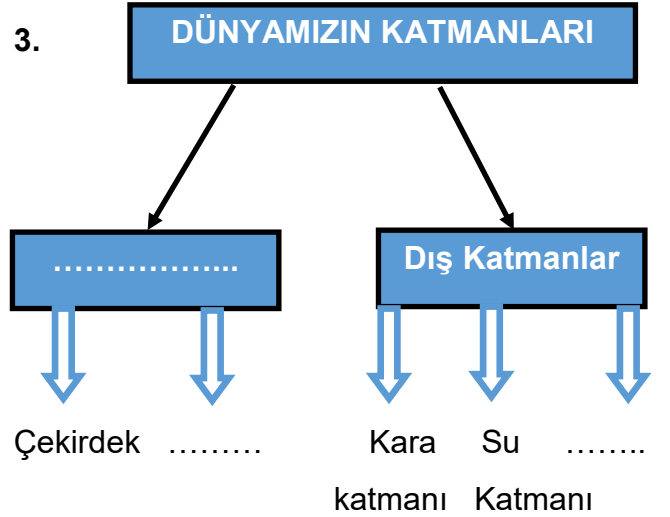 3.
DÜNYAMIZIN KATMANLARI
………………...
Dış Katmanlar
Çekirdek ……… Kara Su ……..
katmanı Katmanı